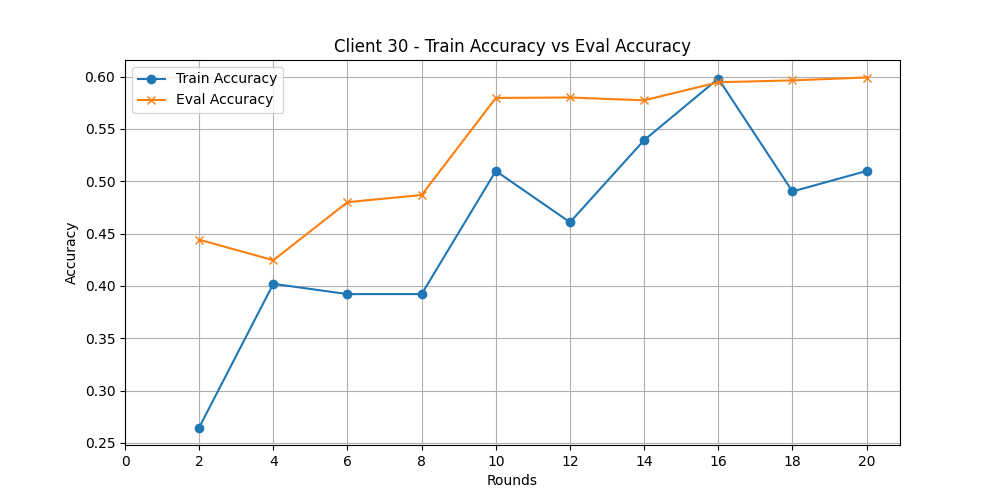 Client 30 - Train Accuracy vs Eval Accuracy
Train Accuracy
Eval Accuracy
Accuracy
0.60
0.55
0.50
0.45
0.40
0.35
0.30
0.25
0 2 4 6 8 10 12 14 16 18 20
Rounds